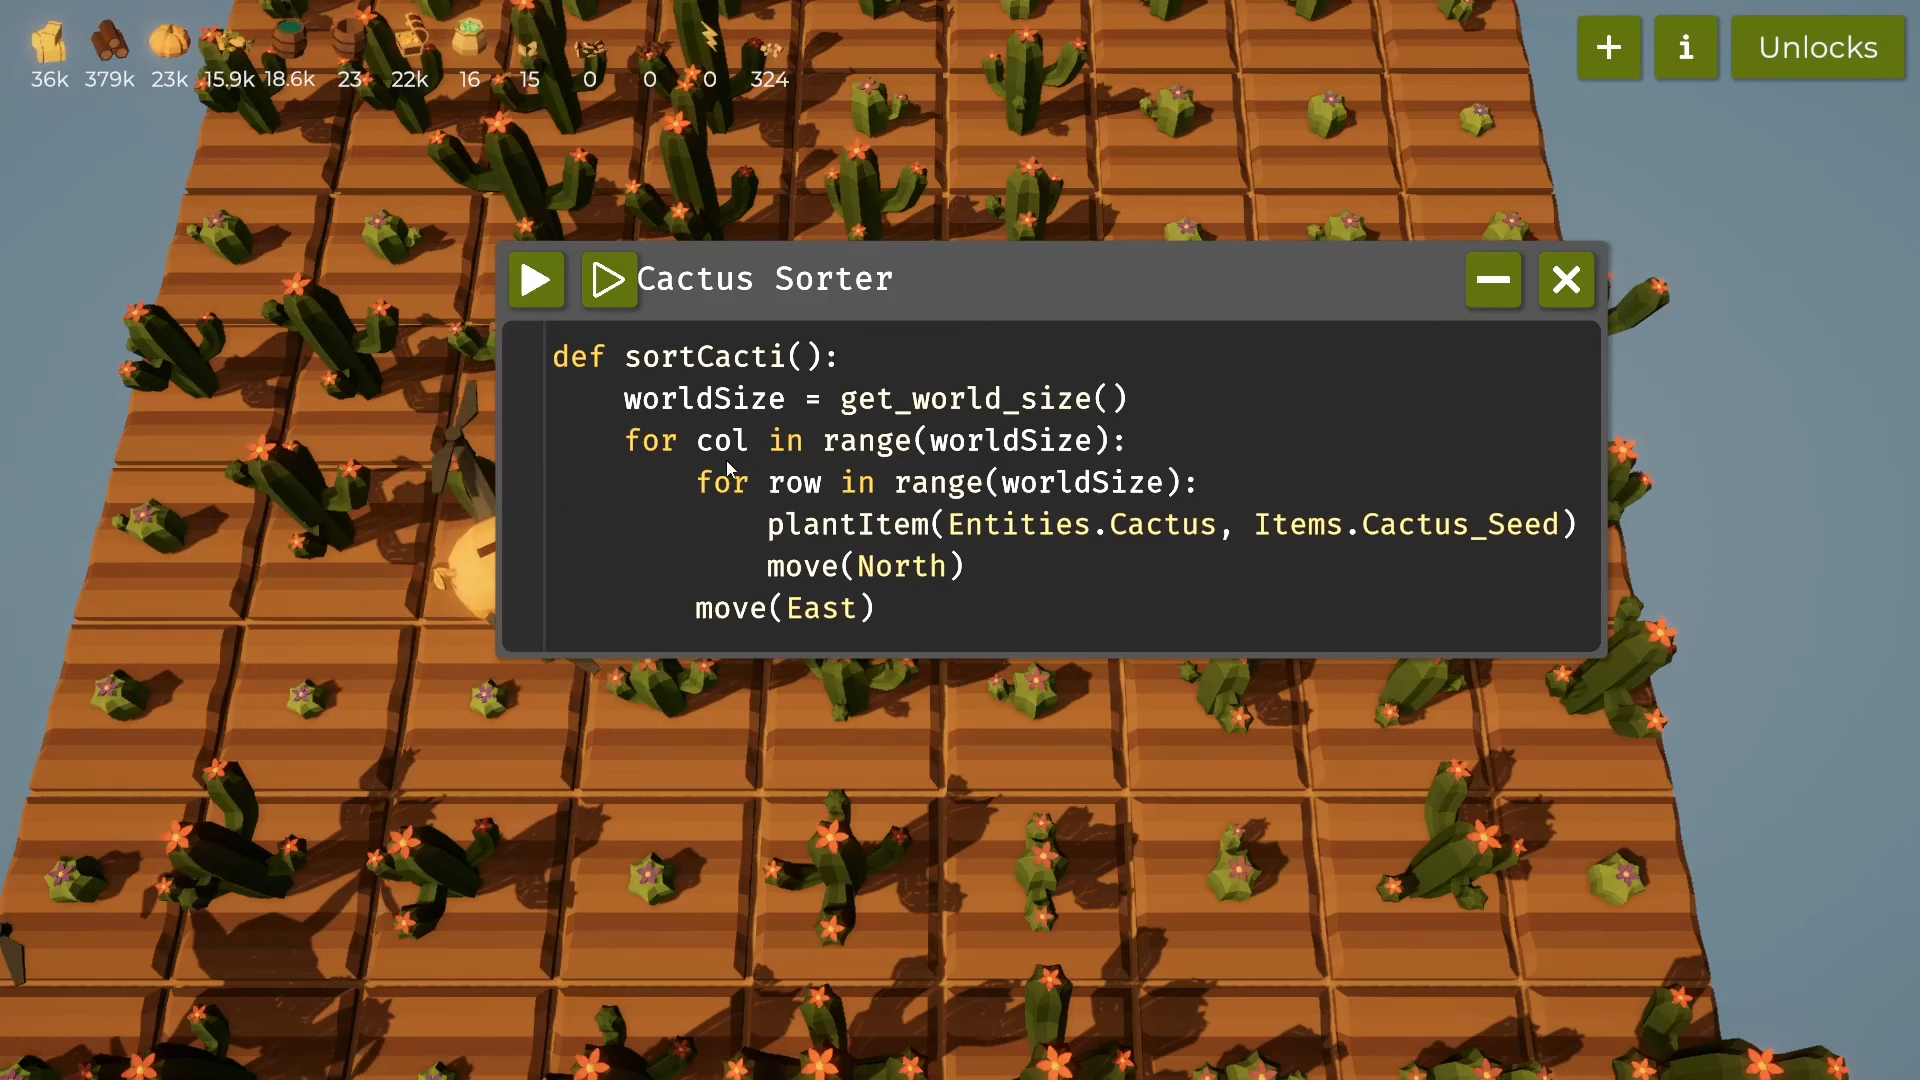 36k 379k 23k 15.9k 18.6k 23 22k 16 15 0 0 0 324
+ i Unlocks
Cactus Sorter
def sortCacti():
    worldSize = get_world_size()
    for col in range(worldSize):
        for row in range(worldSize):
            plantItem(Entities.Cactus, Items.Cactus_Seed)
            move(North)
        move(East)